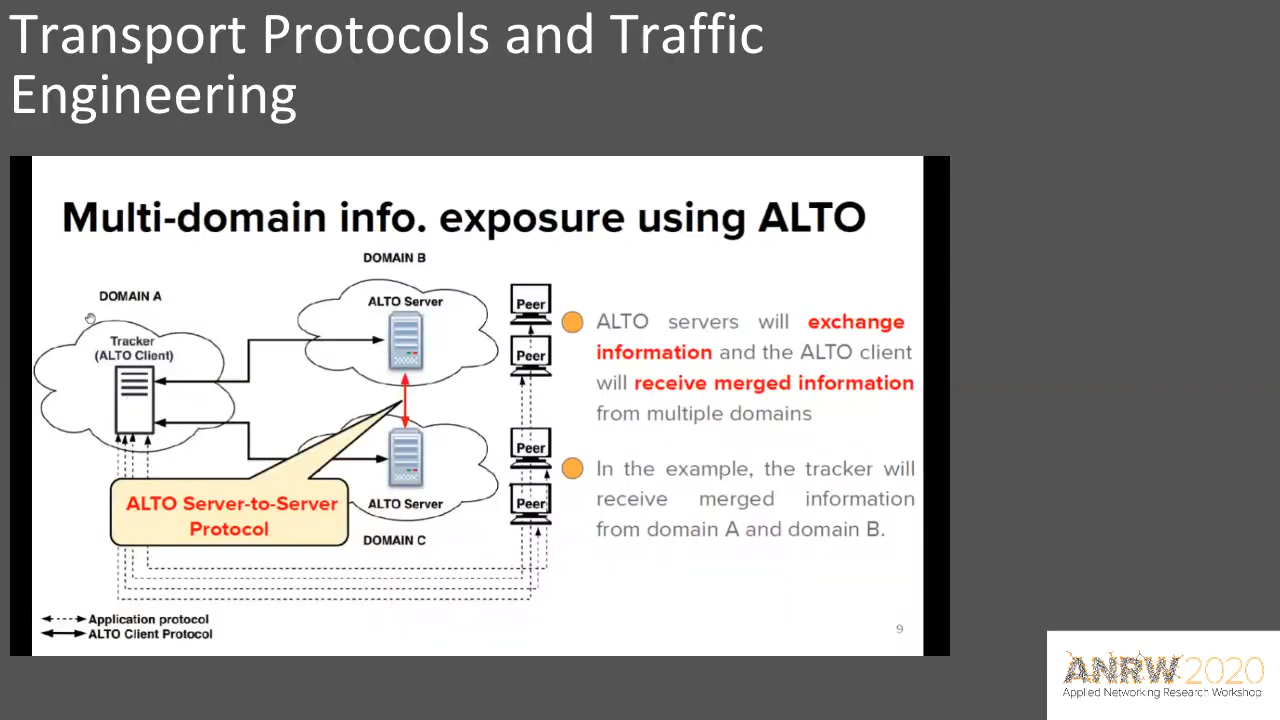 Transport Protocols and Traffic
Engineering
Multi-domain info. exposure using ALTO
DOMAIN B
DOMAIN A
ALTO Server
Tracker
(ALTO Client)
Peer
Peer
Peer
Peer
ALTO Server-to-Server
Protocol
ALTO Server
DOMAIN C
Application protocol
ALTO Client Protocol
ALTO servers will exchange
information and the ALTO client
will receive merged information
from multiple domains
In the example, the tracker will
receive merged information
from domain A and domain B.
9
ANRW2020
Applied Networking Research Workshop